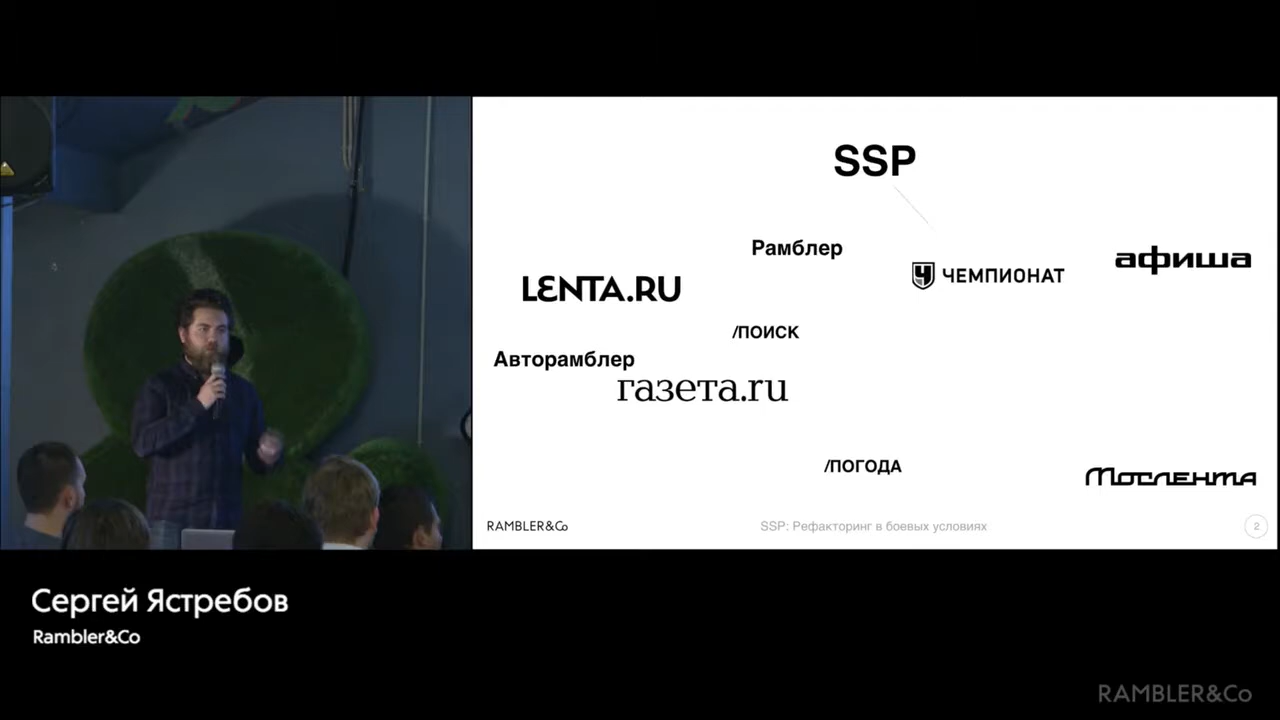 SSP
Рамблер
LENTA.RU
ЧЕМПИОНАТ
афиша
/ПОИСК
Авторамблер
газета.ru
/ПОГОДА
Мослента
RAMBLER&Co
SSP: Рефакторинг в боевых условиях
2
Сергей Ястребов
Rambler&Co
RAMBLER&Co